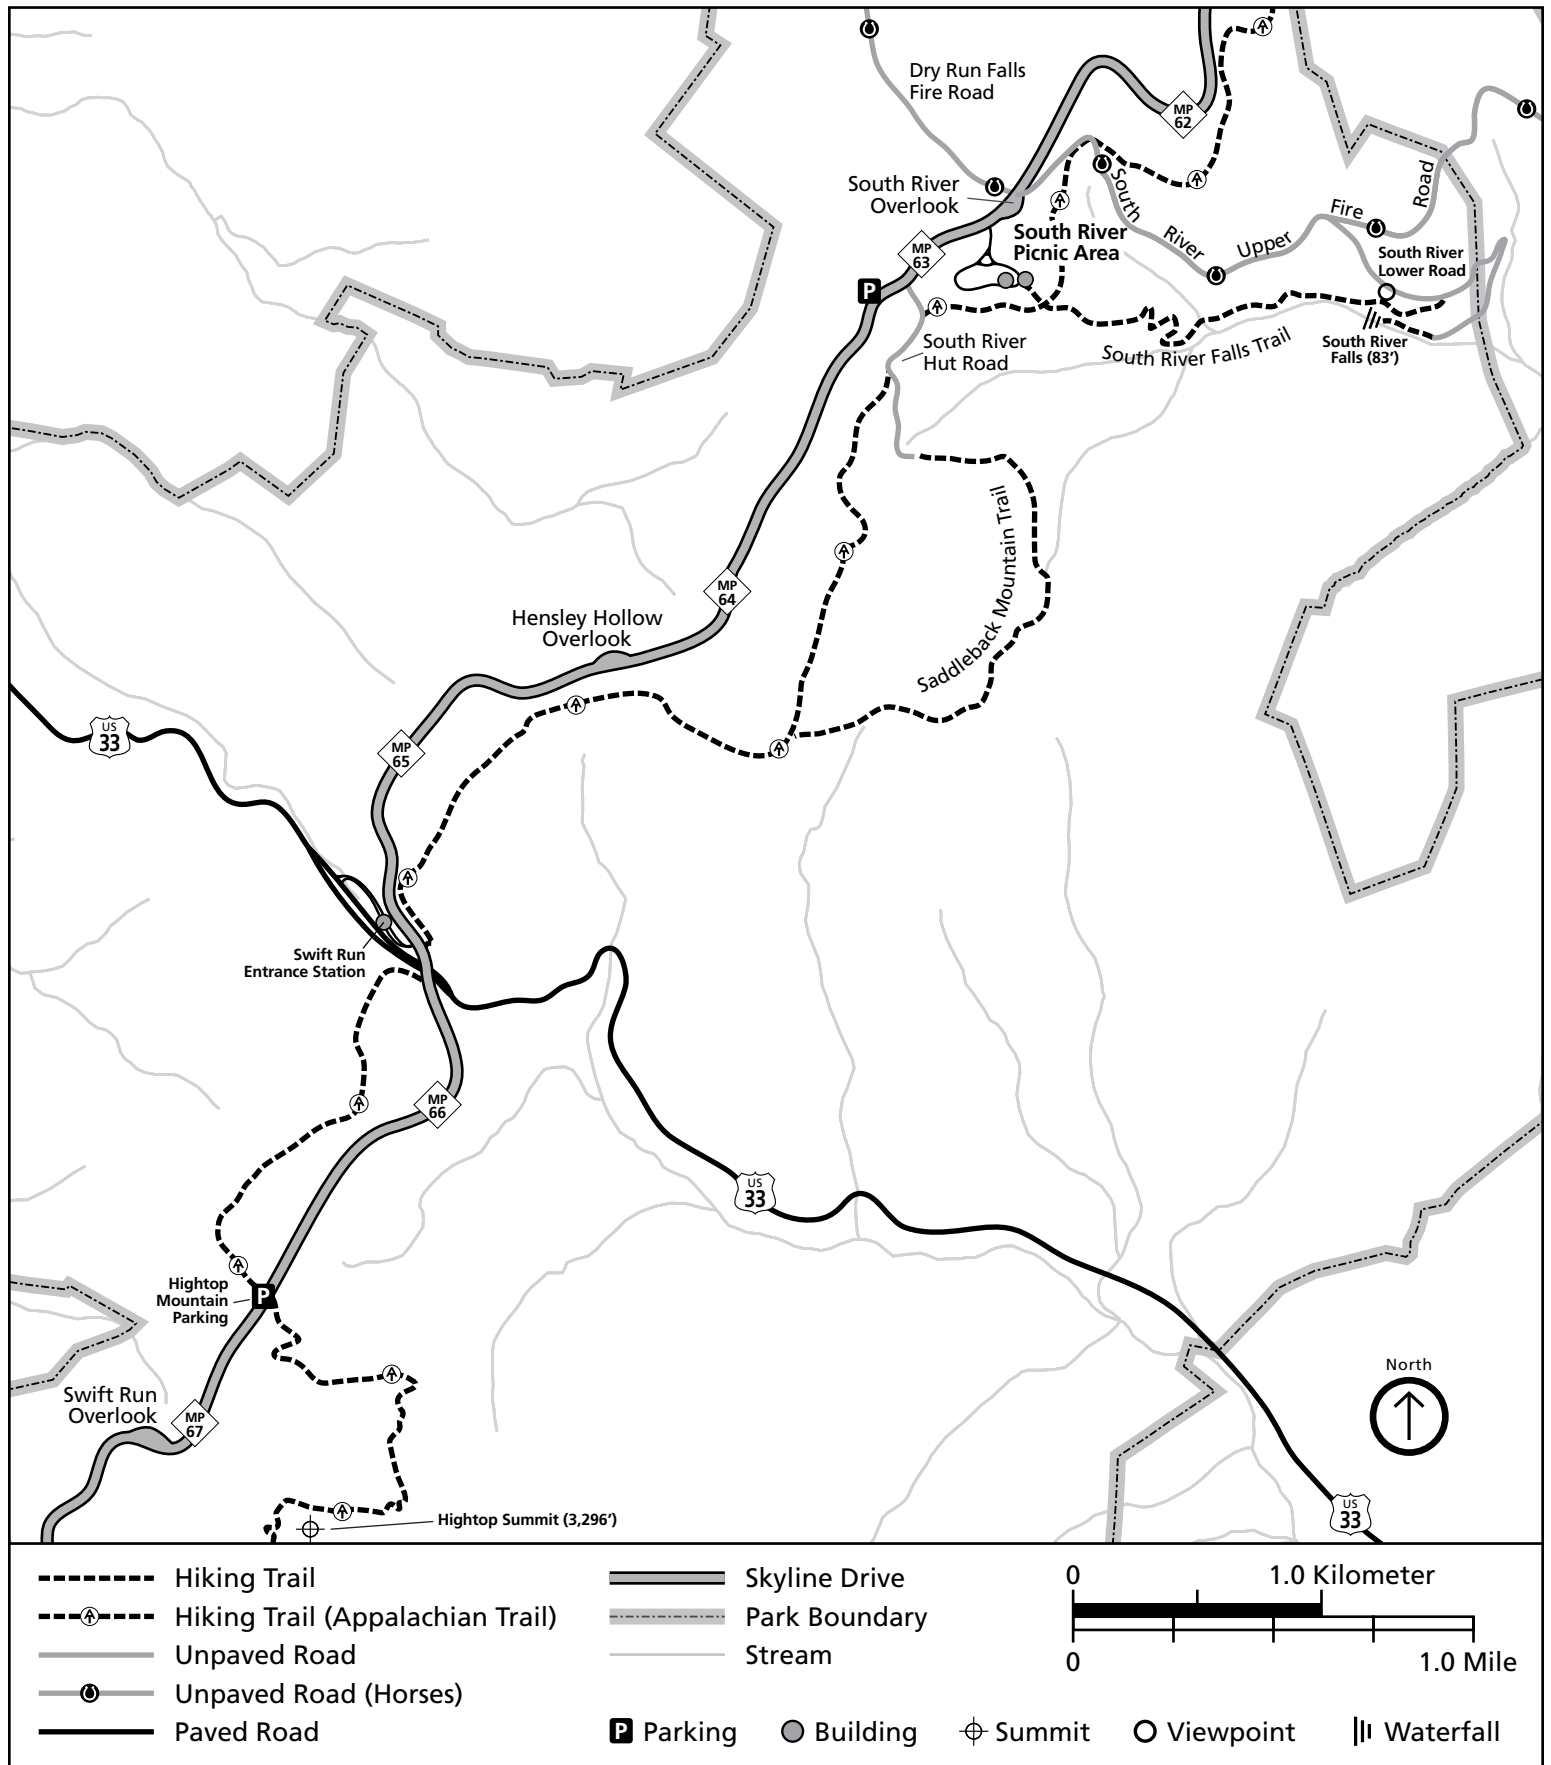 Dry Run Falls
Fire Road
MP
62
South River
Overlook
South River
Picnic Area
MP
63
P
South River Upper Fire Road
South River
Lower Road
South River
Falls (83’)
South River Falls Trail
South River
Hut Road
Saddleback Mountain Trail
MP
64
Hensley Hollow
Overlook
MP
65
US
33
Swift Run
Entrance Station
MP
66
US
33
Hightop
Mountain
Parking
P
Swift Run
Overlook
MP
67
North
Hightop Summit (3,296’)
US
33
Hiking Trail
Hiking Trail (Appalachian Trail)
Unpaved Road
Unpaved Road (Horses)
Paved Road
Skyline Drive
Park Boundary
Stream
0 1.0 Kilometer
0 1.0 Mile
P Parking
Building
Summit
Viewpoint
Waterfall